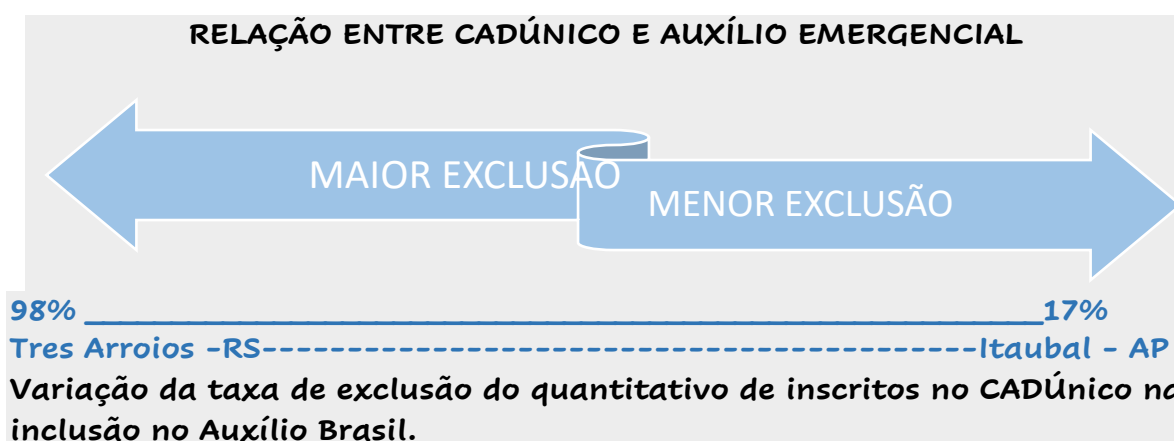 RELAÇÃO ENTRE CADÚNICO E AUXÍLIO EMERGENCIAL
MAIOR EXCLUSÃO
MENOR EXCLUSÃO
98% ______________________________________________________17%
Tres Arroios -RS------------------------------------------Itaubal - AP
Variação da taxa de exclusão do quantitativo de inscritos no CADÚnico na
inclusão no Auxílio Brasil.